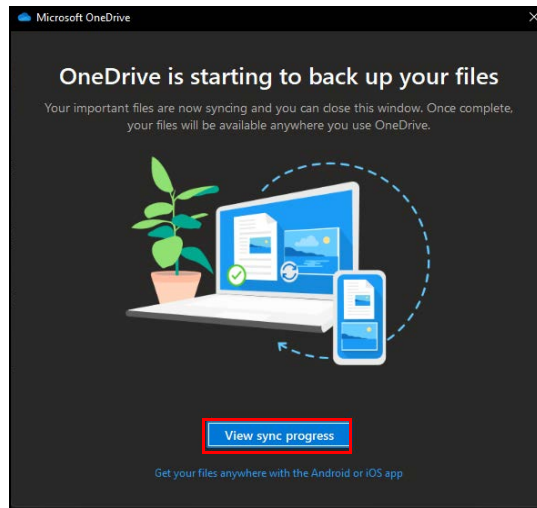 Microsoft OneDrive
OneDrive is starting to back up your files
Your important files are now syncing and you can close this window. Once complete,
your files will be available anywhere you use OneDrive.
View sync progress
Get your files anywhere with the Android or iOS app